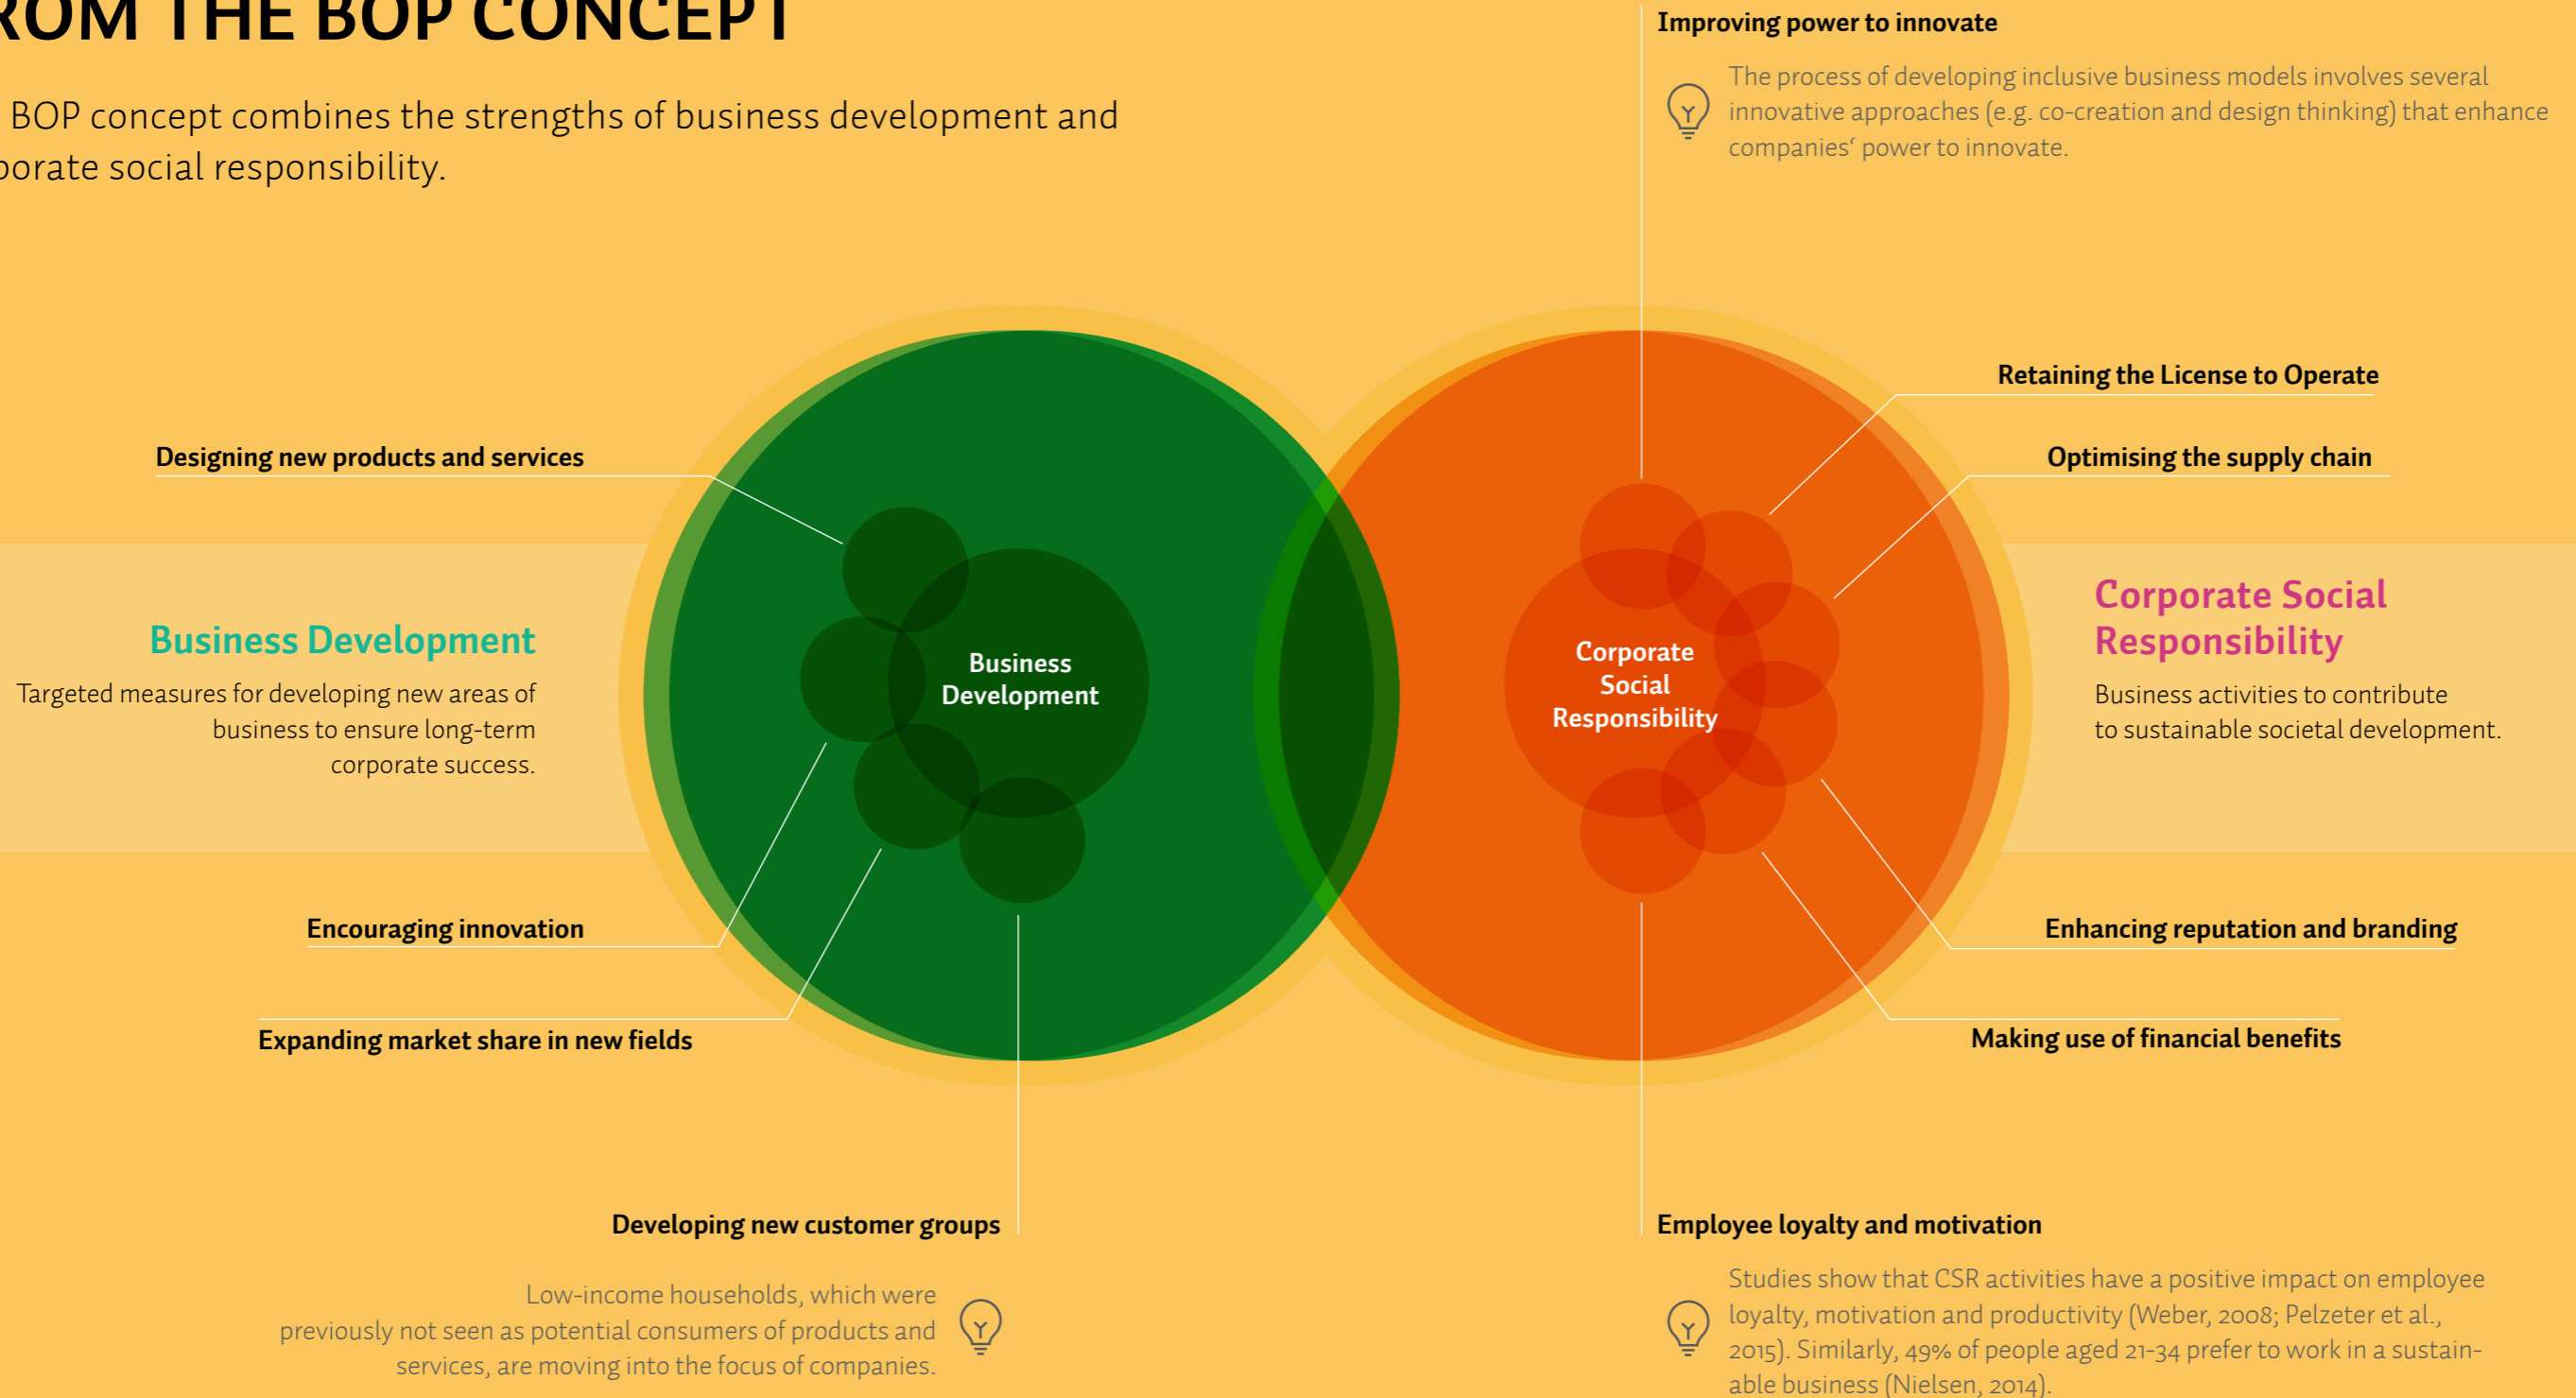 ROM THE BOP CONCEPT
BOP concept combines the strengths of business development and
porate social responsibility.
Improving power to innovate
The process of developing inclusive business models involves several
innovative approaches (e.g. co-creation and design thinking) that enhance
companies‘ power to innovate.
Retaining the License to Operate
Optimising the supply chain
Designing new products and services
Business Development
Targeted measures for developing new areas of
business to ensure long-term
corporate success.
Business
Development
Corporate
Social
Responsibility
Corporate Social
Responsibility
Business activities to contribute
to sustainable societal development.
Encouraging innovation
Expanding market share in new fields
Enhancing reputation and branding
Making use of financial benefits
Developing new customer groups
Low-income households, which were
previously not seen as potential consumers of products and
services, are moving into the focus of companies.
Employee loyalty and motivation
Studies show that CSR activities have a positive impact on employee
loyalty, motivation and productivity (Weber, 2008; Pelzeter et al.,
2015). Similarly, 49% of people aged 21-34 prefer to work in a sustain-
able business (Nielsen, 2014).